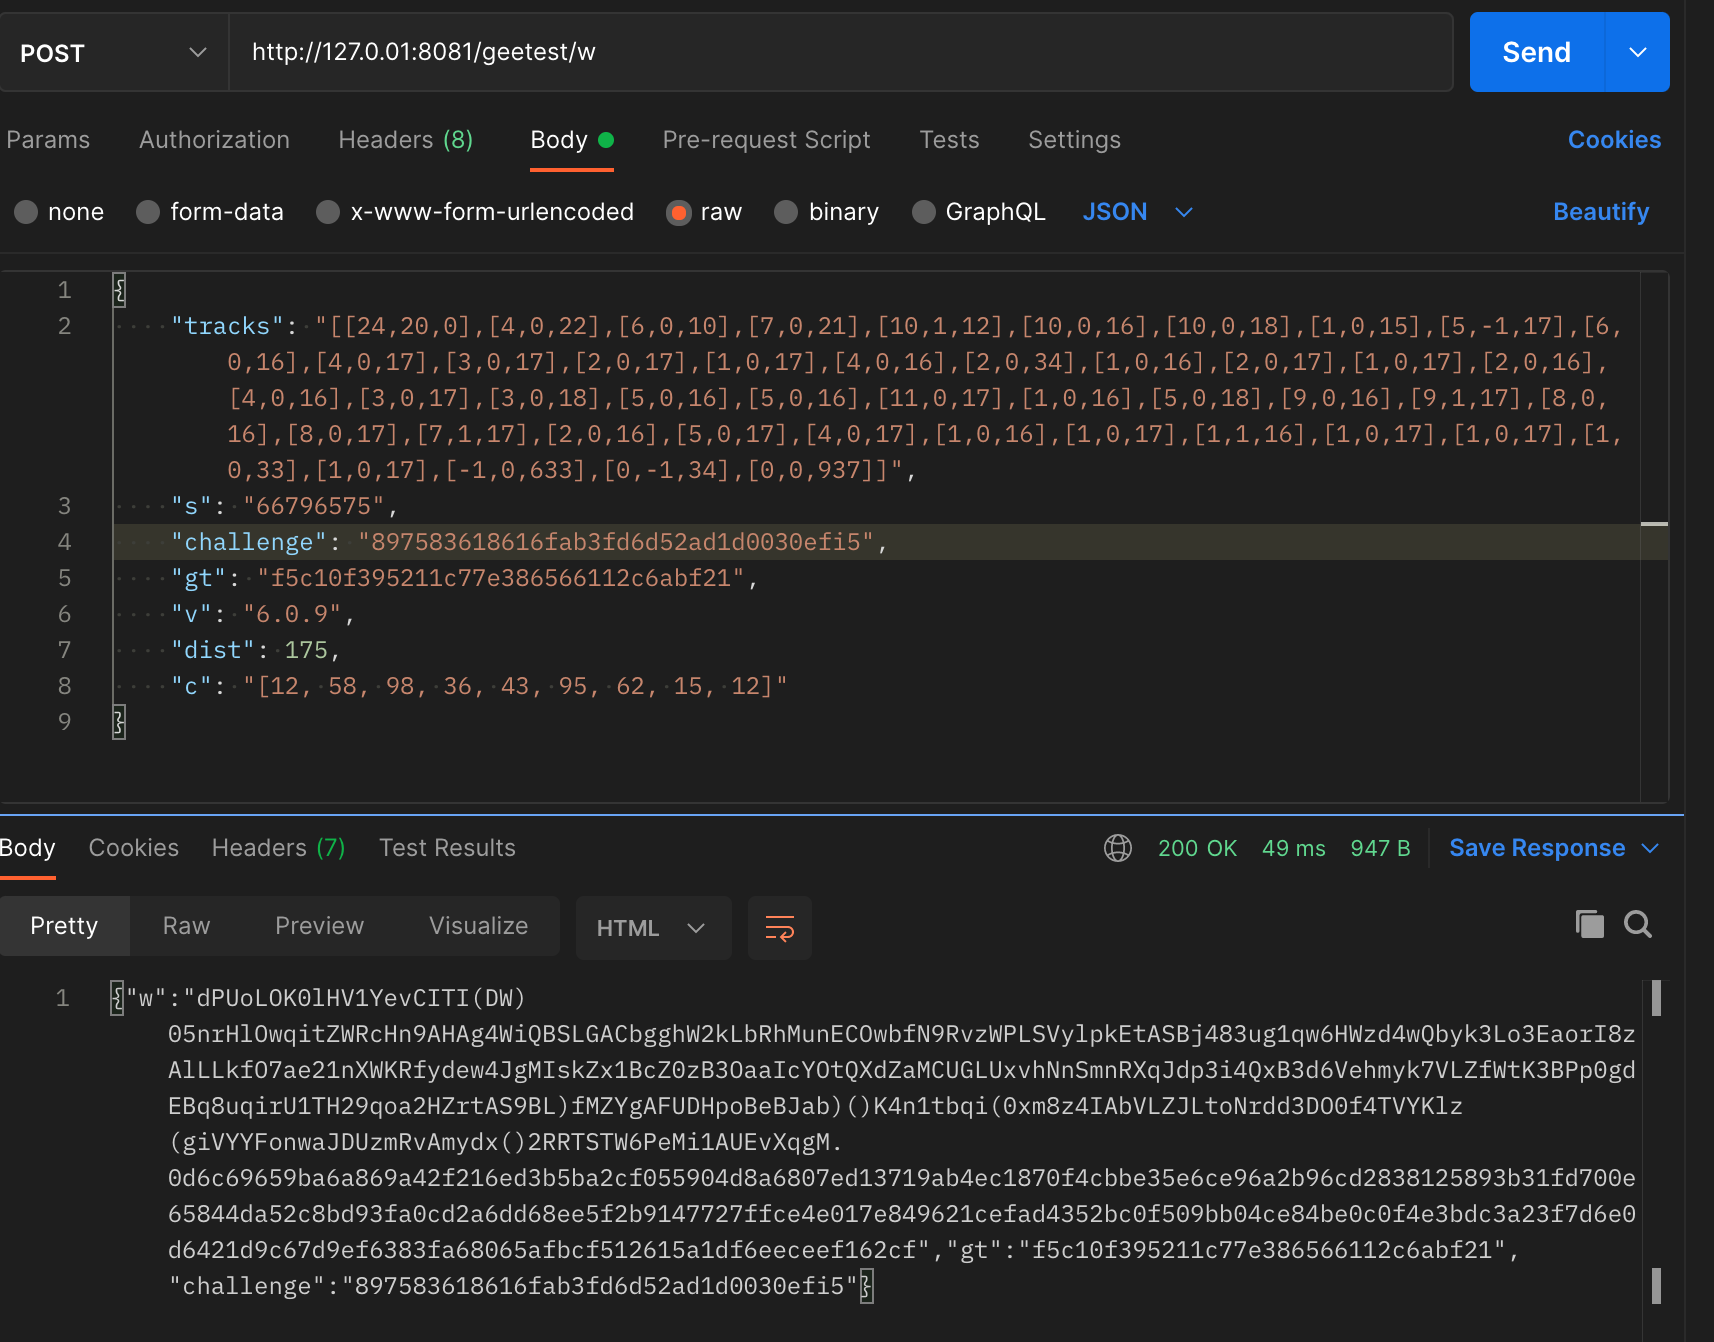 POST
http://127.0.01:8081/geetest/w
Send
Params
Authorization
Headers (8)
Body
Pre-request Script
Tests
Settings
Cookies
none
form-data
x-www-form-urlencoded
raw
binary
GraphQL
JSON
Beautify
1 {
2 "tracks": "[[24,20,0],[4,0,22],[6,0,10],[7,0,21],[10,1,12],[10,0,16],[10,0,18],[1,0,15],[5,-1,17],[6,
0,16],[4,0,17],[3,0,17],[2,0,17],[1,0,17],[4,0,16],[2,0,34],[1,0,16],[2,0,17],[1,0,17],[2,0,16],
[4,0,16],[3,0,17],[3,0,18],[5,0,16],[5,0,16],[11,0,17],[1,0,16],[5,0,18],[9,0,16],[9,1,17],[8,0,
16],[8,0,17],[7,1,17],[2,0,16],[5,0,17],[4,0,17],[1,0,16],[1,0,17],[1,1,16],[1,0,17],[1,0,17],[1,
0,33],[1,0,17],[-1,0,633],[0,-1,34],[0,0,937]]",
3 "s": "66796575",
4 "challenge": "897583618616fab3fd6d52ad1d0030efi5",
5 "gt": "f5c10f395211c77e386566112c6abf21",
6 "v": "6.0.9",
7 "dist": 175,
8 "c": "[12, 58, 98, 36, 43, 95, 62, 15, 12]"
9 }
Body
Cookies
Headers (7)
Test Results
200 OK
49 ms
947 B
Save Response
Pretty
Raw
Preview
Visualize
HTML
1 {"w":"dPUoLOK0lHV1YevCITI(DW)
05nrHlOwqitZWRcHn9AHAg4WiQBSLGACbgghW2kLbRhMunECOwbfN9RvzWPLSVylpkEtASBj483ug1qw6HWzd4wQbyk3Lo3EaorI8z
AlLLkfO7ae21nXWKRfydew4JgMIskZx1BcZ0zB3OaaIcYOtQXdZaMCUGLUxvhNnSmnRXqJdp3i4QxB3d6Vehmyk7VLZfWtK3BPp0gd
EBq8uqirU1TH29qoa2HZrtAS9BL)fMZYgAFUDHpoBeBJab)()K4n1tbqi(0xm8z4IAbVLZJLtoNrdd3DO0f4TVYKlz
(giVYYFonwaJDUzmRvAmydx()2RRTSTW6PeMi1AUEvXqgM.
0d6c69659ba6a869a42f216ed3b5ba2cf055904d8a6807ed13719ab4ec1870f4cbbe35e6ce96a2b96cd2838125893b31fd700e
65844da52c8bd93fa0cd2a6dd68ee5f2b9147727ffce4e017e849621cefad4352bc0f509bb04ce84be0c0f4e3bdc3a23f7d6e0
d6421d9c67d9ef6383fa68065afbcf512615a1df6eeceef162cf","gt":"f5c10f395211c77e386566112c6abf21",
"challenge":"897583618616fab3fd6d52ad1d0030efi5"}